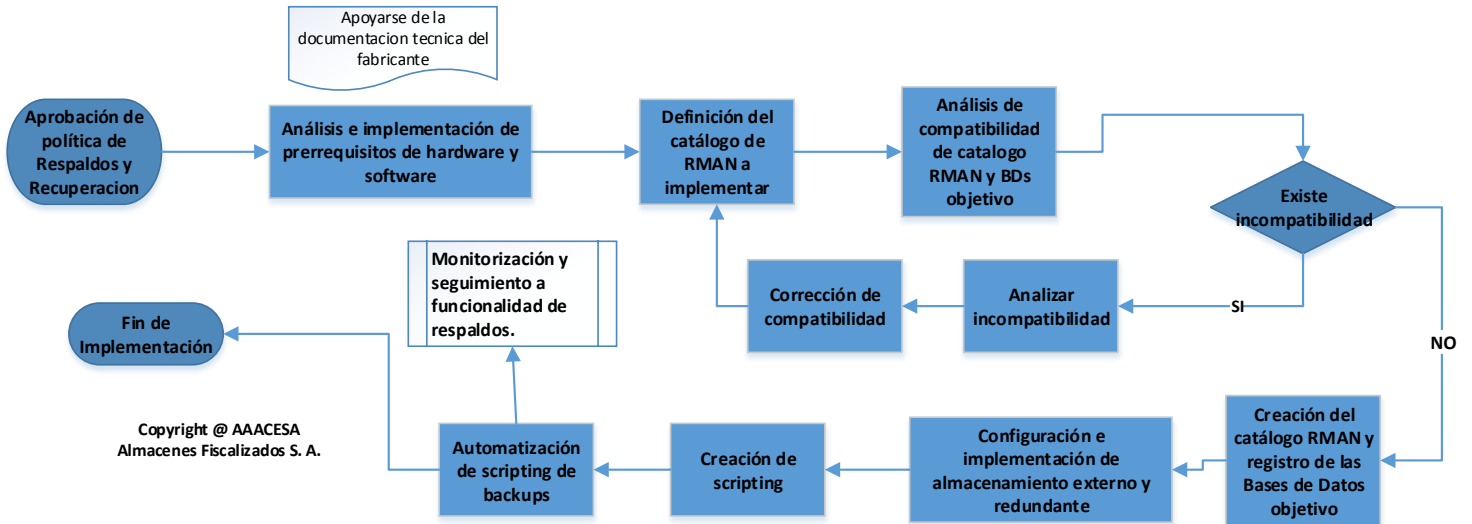 Apoyarse de la
documentacion tecnica del
fabricante
Aprobación de
política de
Respaldos y
Recuperacion
Análisis e implementación de
prerrequisitos de hardware y
software
Definición del
catálogo de
RMAN a
implementar
Análisis de
compatibilidad
de catalogo
RMAN y BDs
objetivo
Existe
incompatibilidad
Monitorización y
seguimiento a
funcionalidad de
respaldos.
Corrección de
compatibilidad
Analizar
incompatibilidad
SI
NO
Fin de
Implementación
Copyright @ AAACESA
Almacenes Fiscalizados S. A.
Automatización
de scripting de
backups
Creación de
scripting
Configuración e
implementación de
almacenamiento externo y
redundante
Creación del
catálogo RMAN y
registro de las
Bases de Datos
objetivo